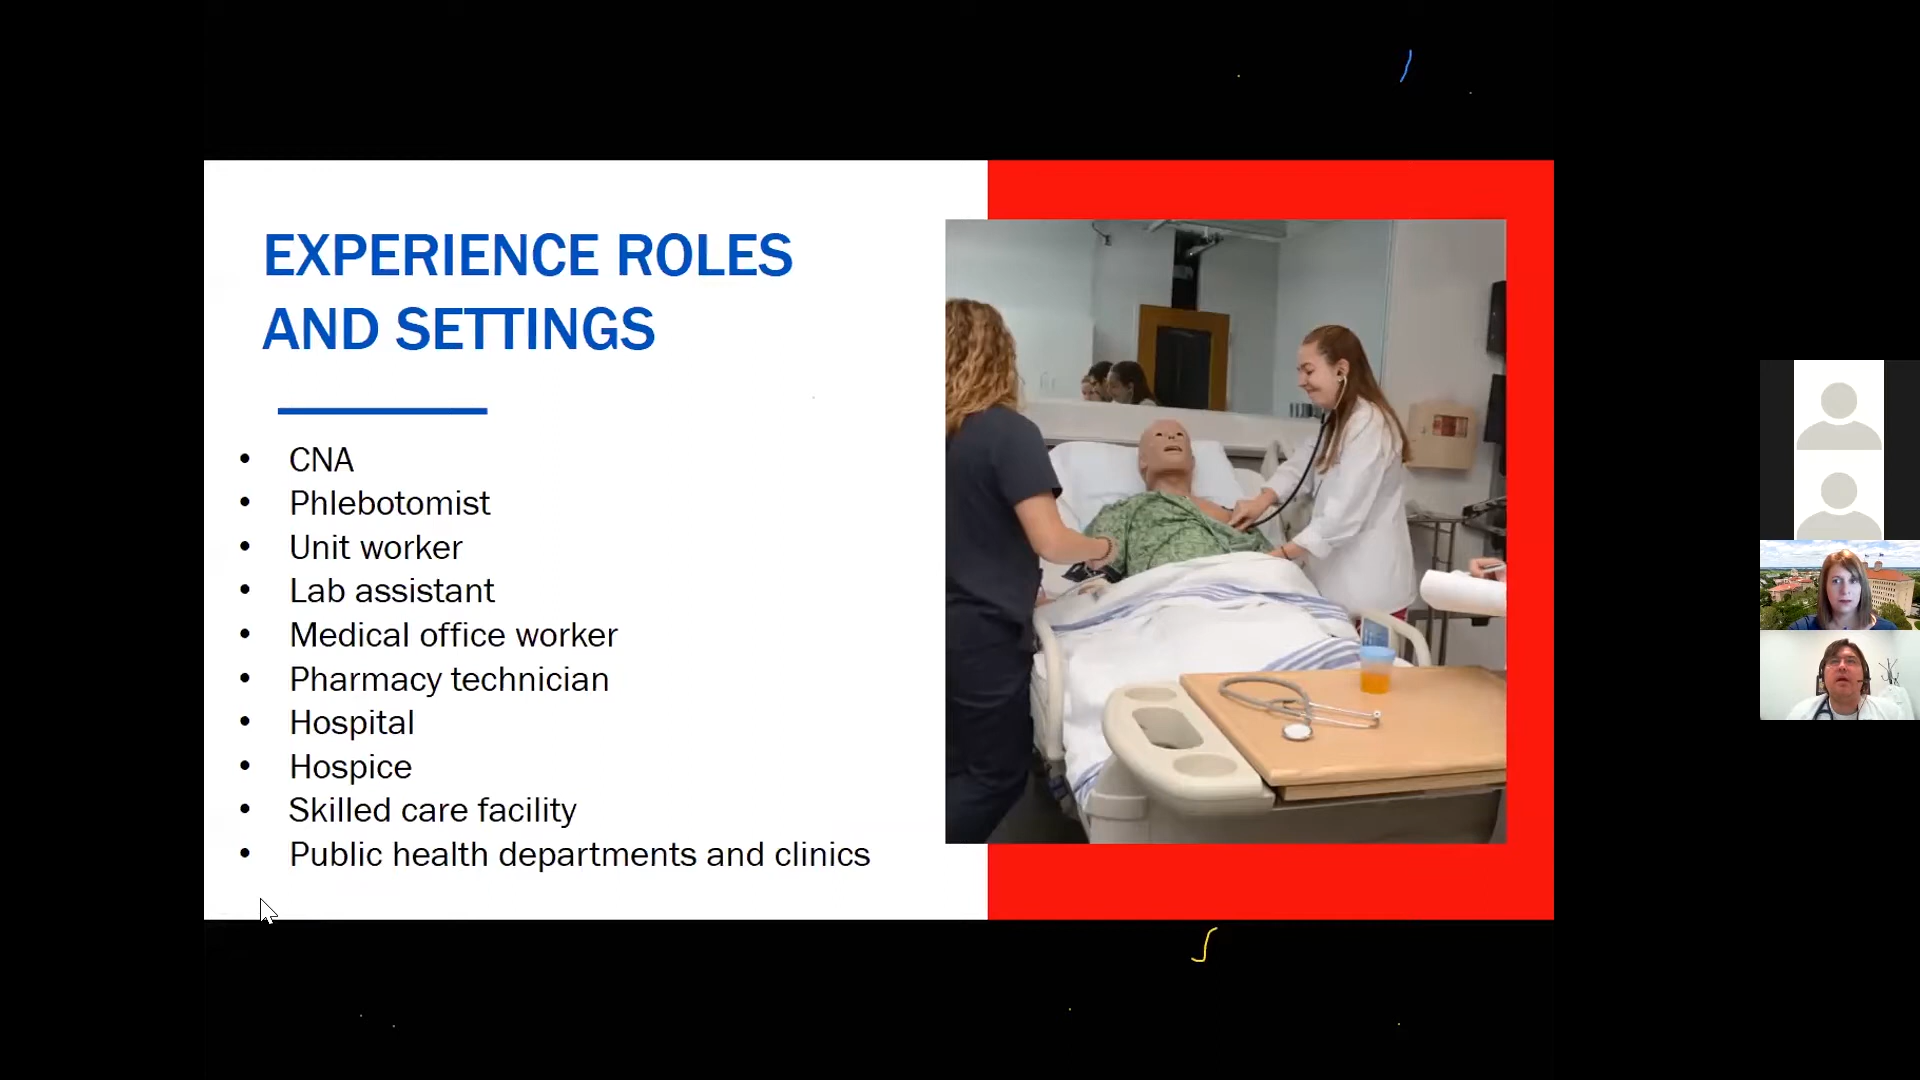 EXPERIENCE ROLES
AND SETTINGS
• CNA
• Phlebotomist
• Unit worker
• Lab assistant
• Medical office worker
• Pharmacy technician
• Hospital
• Hospice
• Skilled care facility
• Public health departments and clinics